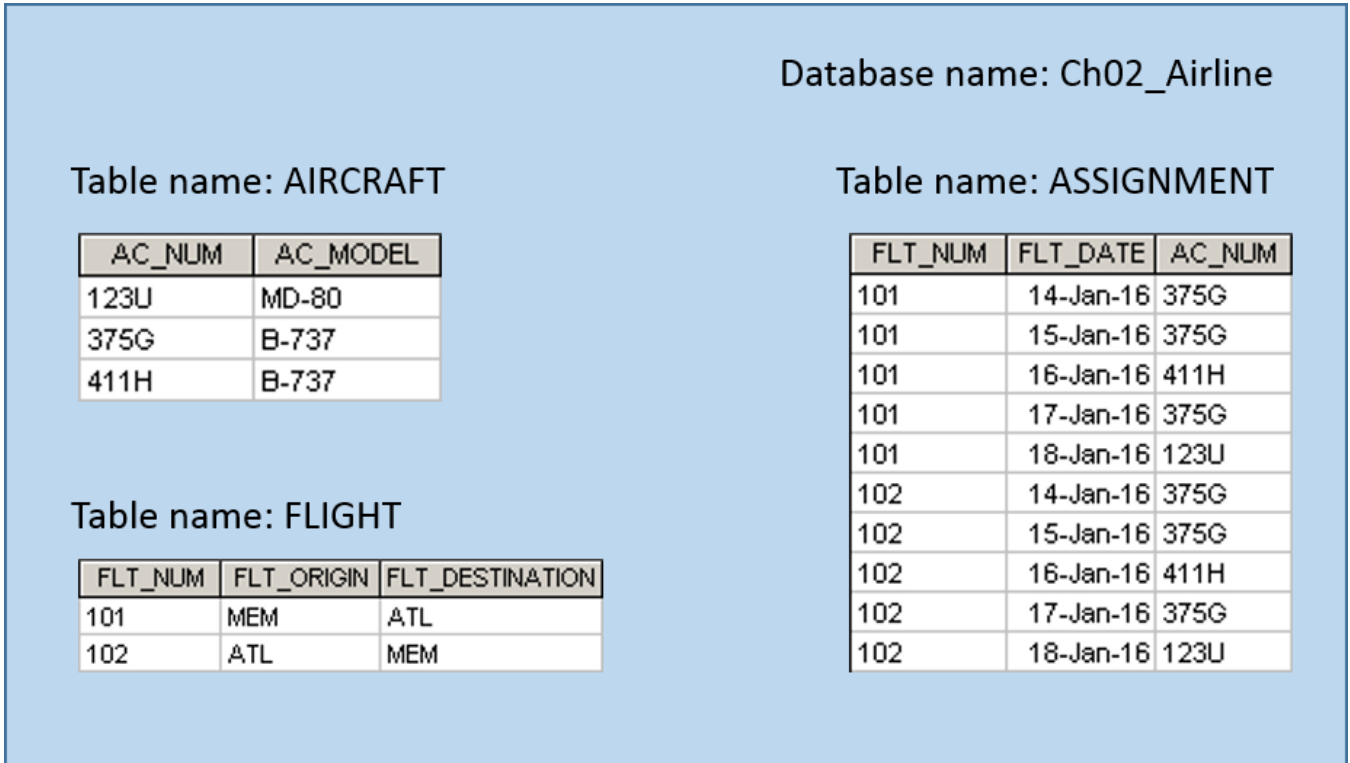 Database name: Ch02_Airline
Table name: AIRCRAFT
AC_NUM AC_MODEL
123U MD-80
375G B-737
411H B-737
Table name: FLIGHT
FLT_NUM FLT_ORIGIN FLT_DESTINATION
101 MEM ATL
102 ATL MEM
Table name: ASSIGNMENT
FLT_NUM FLT_DATE AC_NUM
101 14-Jan-16 375G
101 15-Jan-16 375G
101 16-Jan-16 411H
101 17-Jan-16 375G
101 18-Jan-16 123U
102 14-Jan-16 375G
102 15-Jan-16 375G
102 16-Jan-16 411H
102 17-Jan-16 375G
102 18-Jan-16 123U